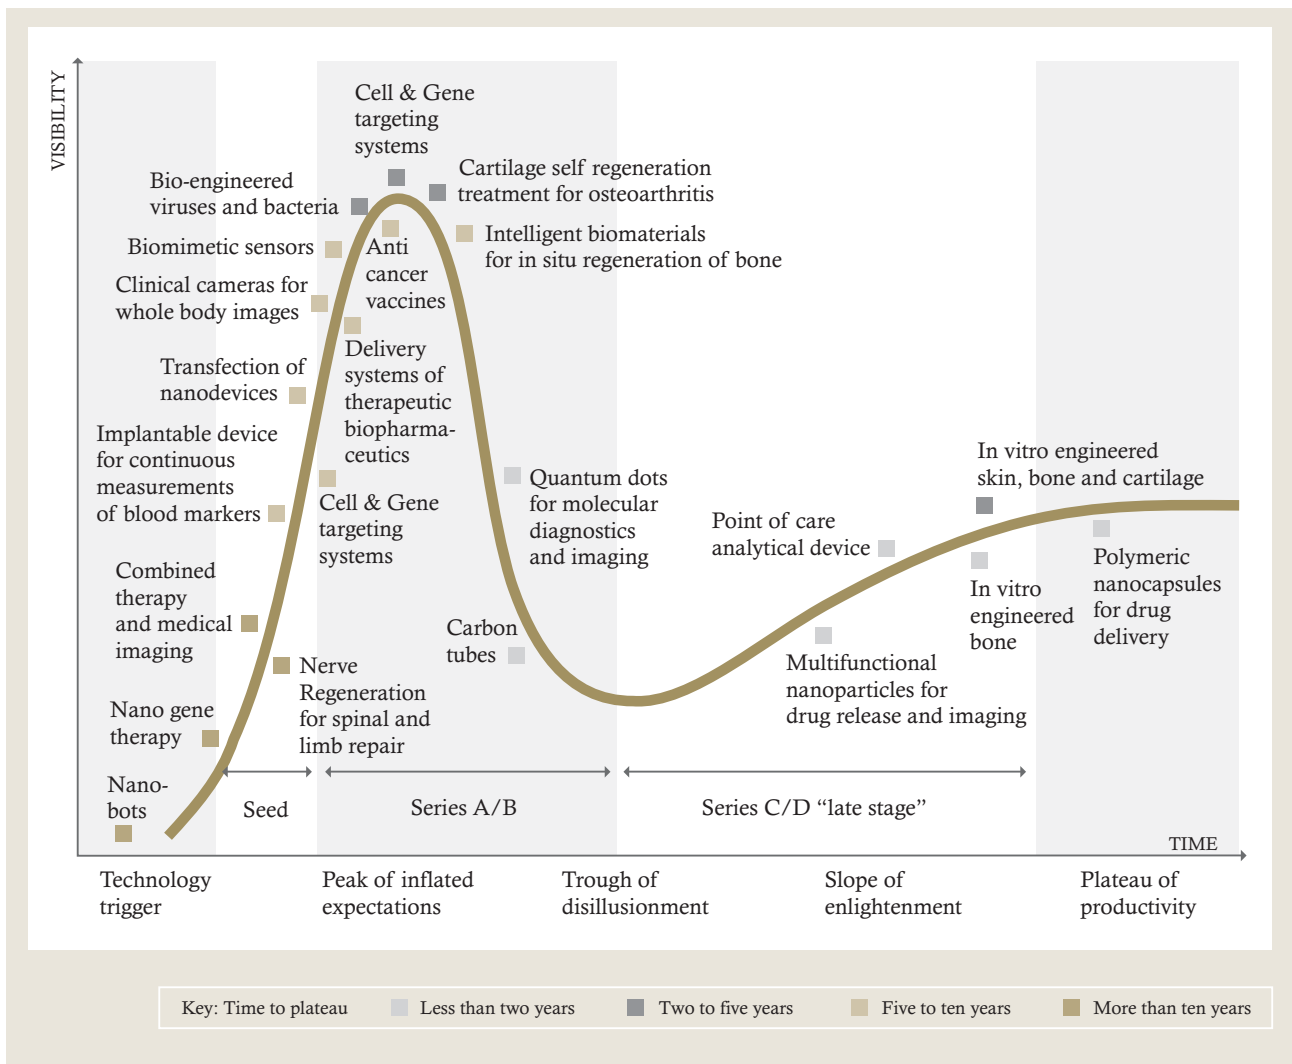 VISIBILITY
Cell & Gene
targeting
systems
Cartilage self regeneration
treatment for osteoarthritis
Bio-engineered
viruses and bacteria
Biomimetic sensors
Anti
cancer
vaccines
Intelligent biomaterials
for in situ regeneration of bone
Clinical cameras for
whole body images
Delivery
systems of
therapeutic
biopharma-
ceutics
Transfection of
nanodevices
Implantable device
for continuous
measurements
of blood markers
Cell & Gene
targeting
systems
Quantum dots
for molecular
diagnostics
and imaging
In vitro engineered
skin, bone and cartilage
Point of care
analytical device
Polymeric
nanocapsules
for drug
delivery
In vitro
engineered
bone
Combined
therapy
and medical
imaging
Carbon
tubes
Multifunctional
nanoparticles for
drug release and imaging
Nerve
Regeneration
for spinal and
limb repair
Nano gene
therapy
Nano-
bots
Seed
Series A/B
Series C/D “late stage”
TIME
Technology
trigger
Peak of inflated
expectations
Trough of
disillusionment
Slope of
enlightenment
Plateau of
productivity
Key: Time to plateau
Less than two years
Two to five years
Five to ten years
More than ten years